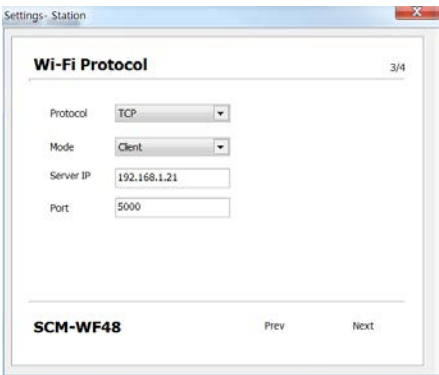 Settings- Station
Wi-Fi Protocol 3/4
Protocol TCP
Mode Client
Server IP 192.168.1.21
Port 5000
SCM-WF48 Prev Next